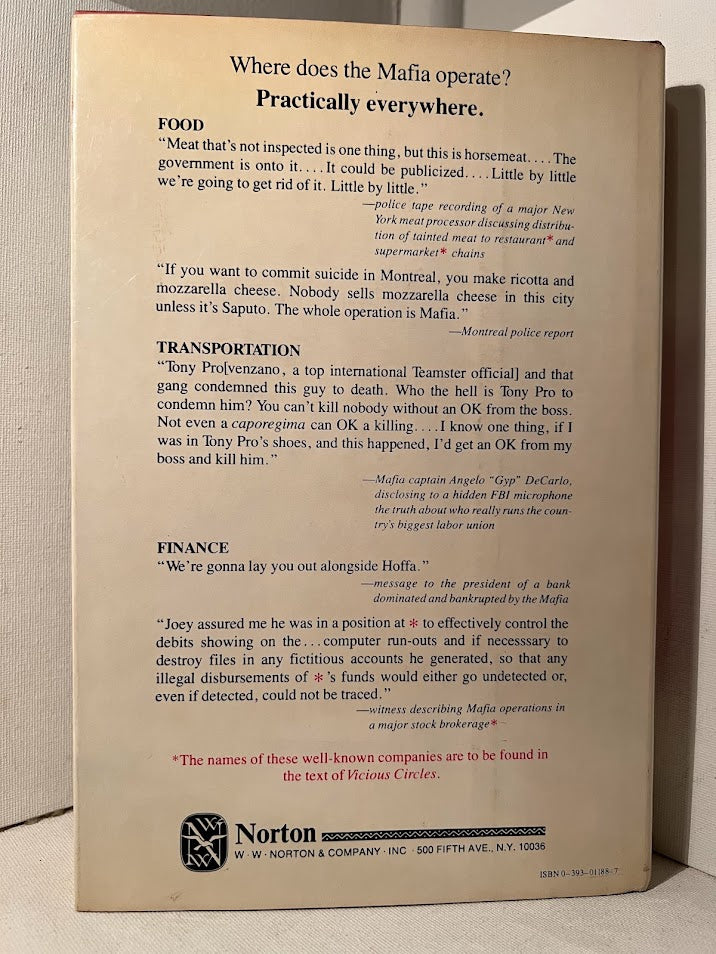 Where does the Mafia operate?
Practically everywhere.
FOOD
“Meat that’s not inspected is one thing, but this is horsemeat. . . . The
government is onto it. . . . It could be publicized. . . . Little by little
we’re going to get rid of it. Little by little.”
—police tape recording of a major New
York meat processor discussing distribu-
tion of tainted meat to restaurant* and
supermarket* chains
“If you want to commit suicide in Montreal, you make ricotta and
mozzarella cheese. Nobody sells mozzarella cheese in this city
unless it’s Saputo. The whole operation is Mafia.”
—Montreal police report
TRANSPORTATION
“Tony Pro[venzano, a top international Teamster official] and that
gang condemned this guy to death. Who the hell is Tony Pro to
condemn him? You can’t kill nobody without an OK from the boss.
Not even a caporegima can OK a killing. . . . I know one thing, if I
was in Tony Pro’s shoes, and this happened, I’d get an OK from my
boss and kill him.”
—Mafia captain Angelo “Gyp” DeCarlo,
disclosing to a hidden FBI microphone
the truth about who really runs the coun-
try’s biggest labor union
FINANCE
“We’re gonna lay you out alongside Hoffa.”
—message to the president of a bank
dominated and bankrupted by the Mafia
“Joey assured me he was in a position at * to effectively control the
debits showing on the . . . computer run-outs and if necesssary to
destroy files in any fictitious accounts he generated, so that any
illegal disbursements of *’s funds would either go undetected or,
even if detected, could not be traced.”
—witness describing Mafia operations in
a major stock brokerage*
*The names of these well-known companies are to be found in
the text of Vicious Circles.
Norton
W · W · NORTON & COMPANY · INC · 500 FIFTH AVE., N.Y. 10036
ISBN 0-393-01188-7